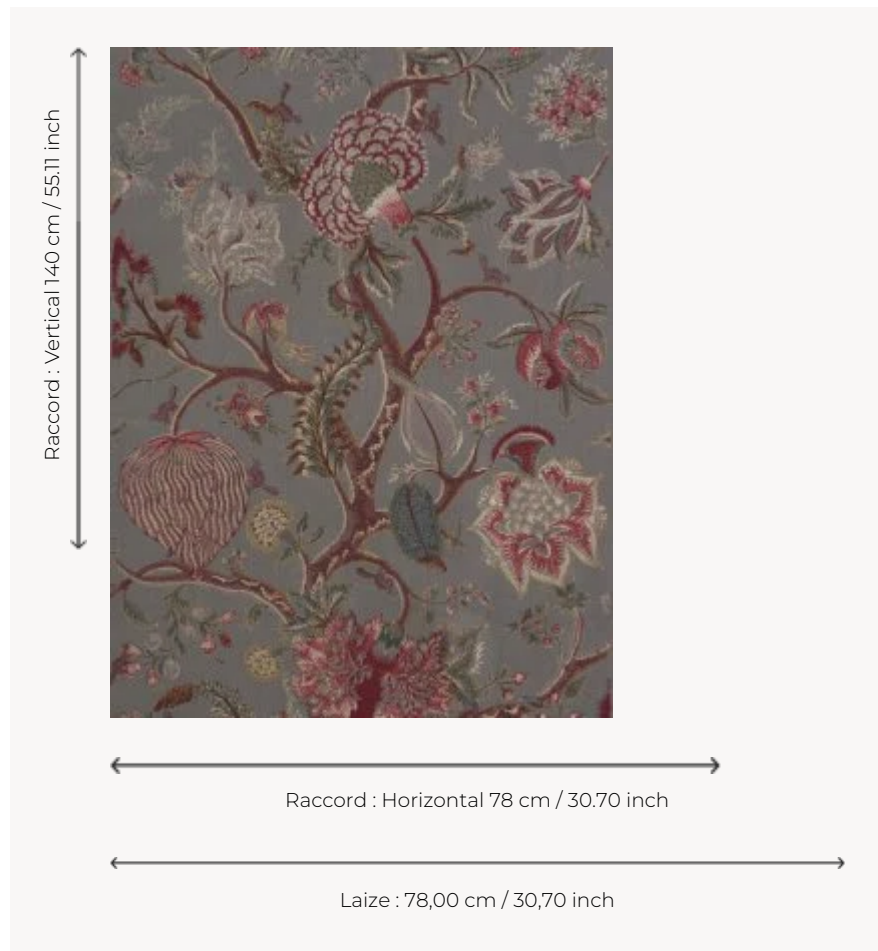 Raccord : Vertical 140 cm / 55.11 inch
Raccord : Horizontal 78 cm / 30.70 inch
Laize : 78,00 cm / 30,70 inch